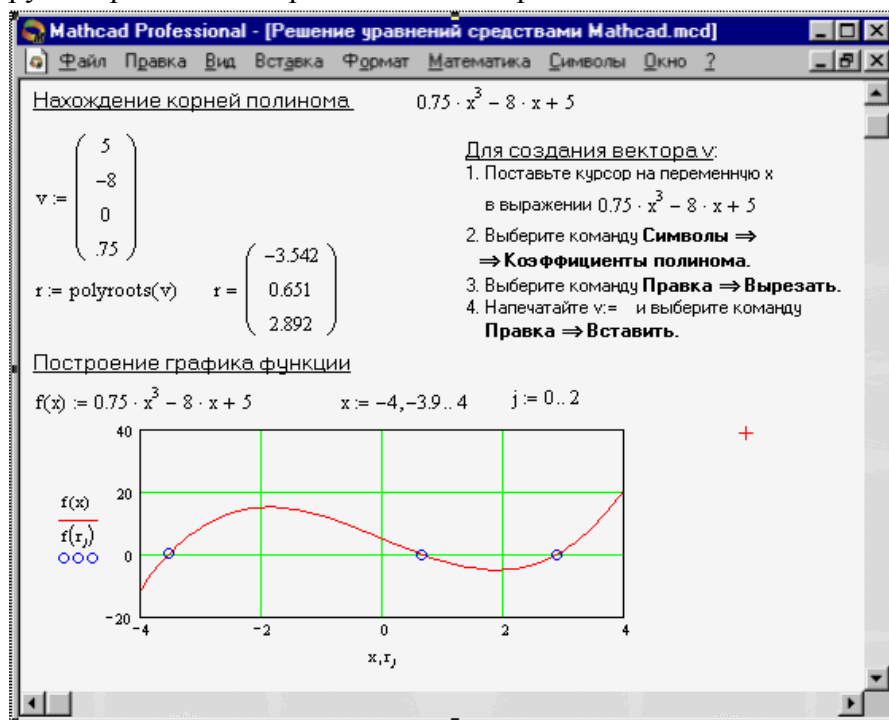 Mathcad Professional - [Решение уравнений средствами Mathcad.mcd]
Файл Правка Вид Вставка Формат Математика Символы Окно ?
Нахождение корней полинома 0.75 · x³ − 8 · x + 5
v := ( 5
−8
0
.75 )
r := polyroots(v) r = ( −3.542
0.651
2.892 )
Для создания вектора v:
1. Поставьте курсор на переменную x
в выражении 0.75 · x³ − 8 · x + 5
2. Выберите команду Символы ⇒
⇒ Коэффициенты полинома.
3. Выберите команду Правка ⇒ Вырезать.
4. Напечатайте v:= и выберите команду
Правка ⇒ Вставить.
Построение графика функции
f(x) := 0.75 · x³ − 8 · x + 5 x := −4,−3.9.. 4 j := 0.. 2
f(x)
f(rj)
40
20
0
−20
−4 −2 0 2 4
x,rj